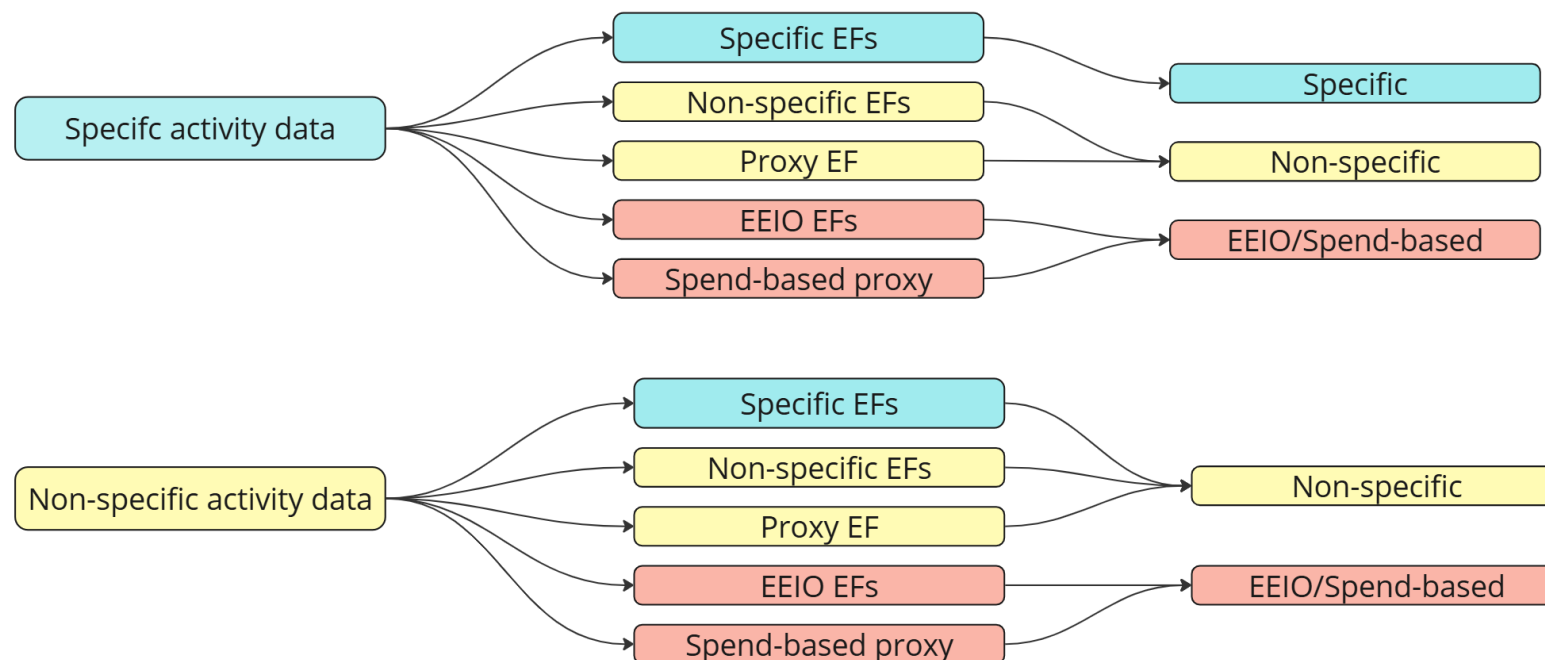 Specifc activity data
Specific EFs
Non-specific EFs
Proxy EF
EEIO EFs
Spend-based proxy
Specific
Non-specific
EEIO/Spend-based
Non-specific activity data
Specific EFs
Non-specific EFs
Proxy EF
EEIO EFs
Spend-based proxy
Non-specific
EEIO/Spend-based